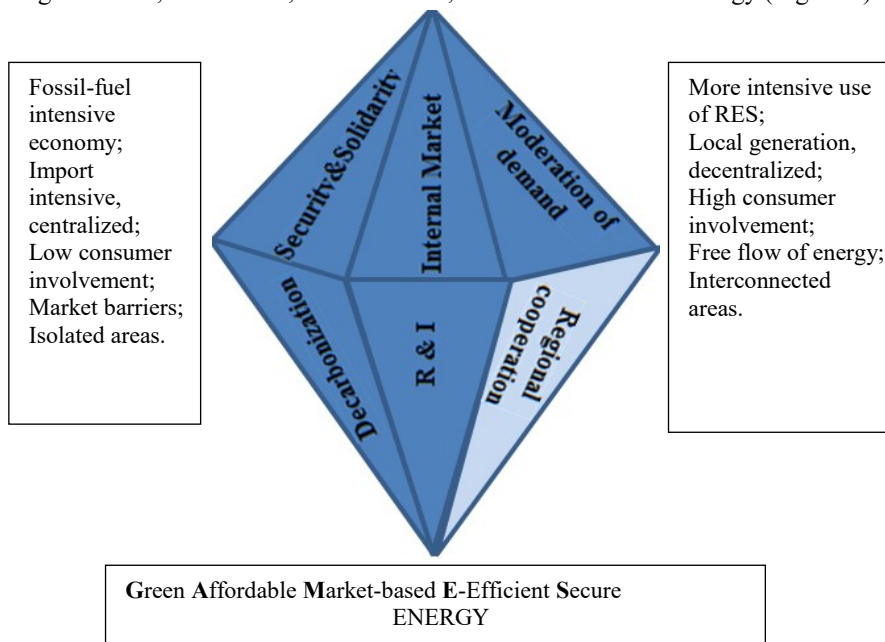 Fossil-fuel
intensive
economy;
Import
intensive,
centralized;
Low consumer
involvement;
Market barriers;
Isolated areas.
Security&Solidarity
Internal Market
Moderation of
demand
Decarbonization
R & I
Regional
cooperation
More intensive use
of RES;
Local generation,
decentralized;
High consumer
involvement;
Free flow of energy;
Interconnected
areas.
Green Affordable Market-based E-Efficient Secure
ENERGY